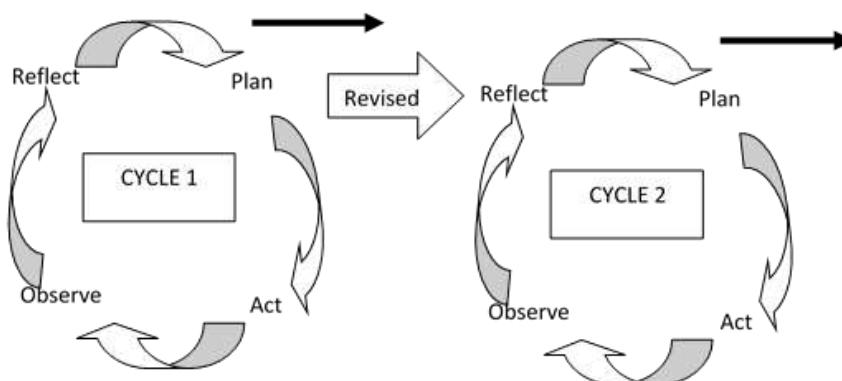 Reflect
Plan
Revised
Reflect
Plan
CYCLE 1
CYCLE 2
Observe
Act
Observe
Act